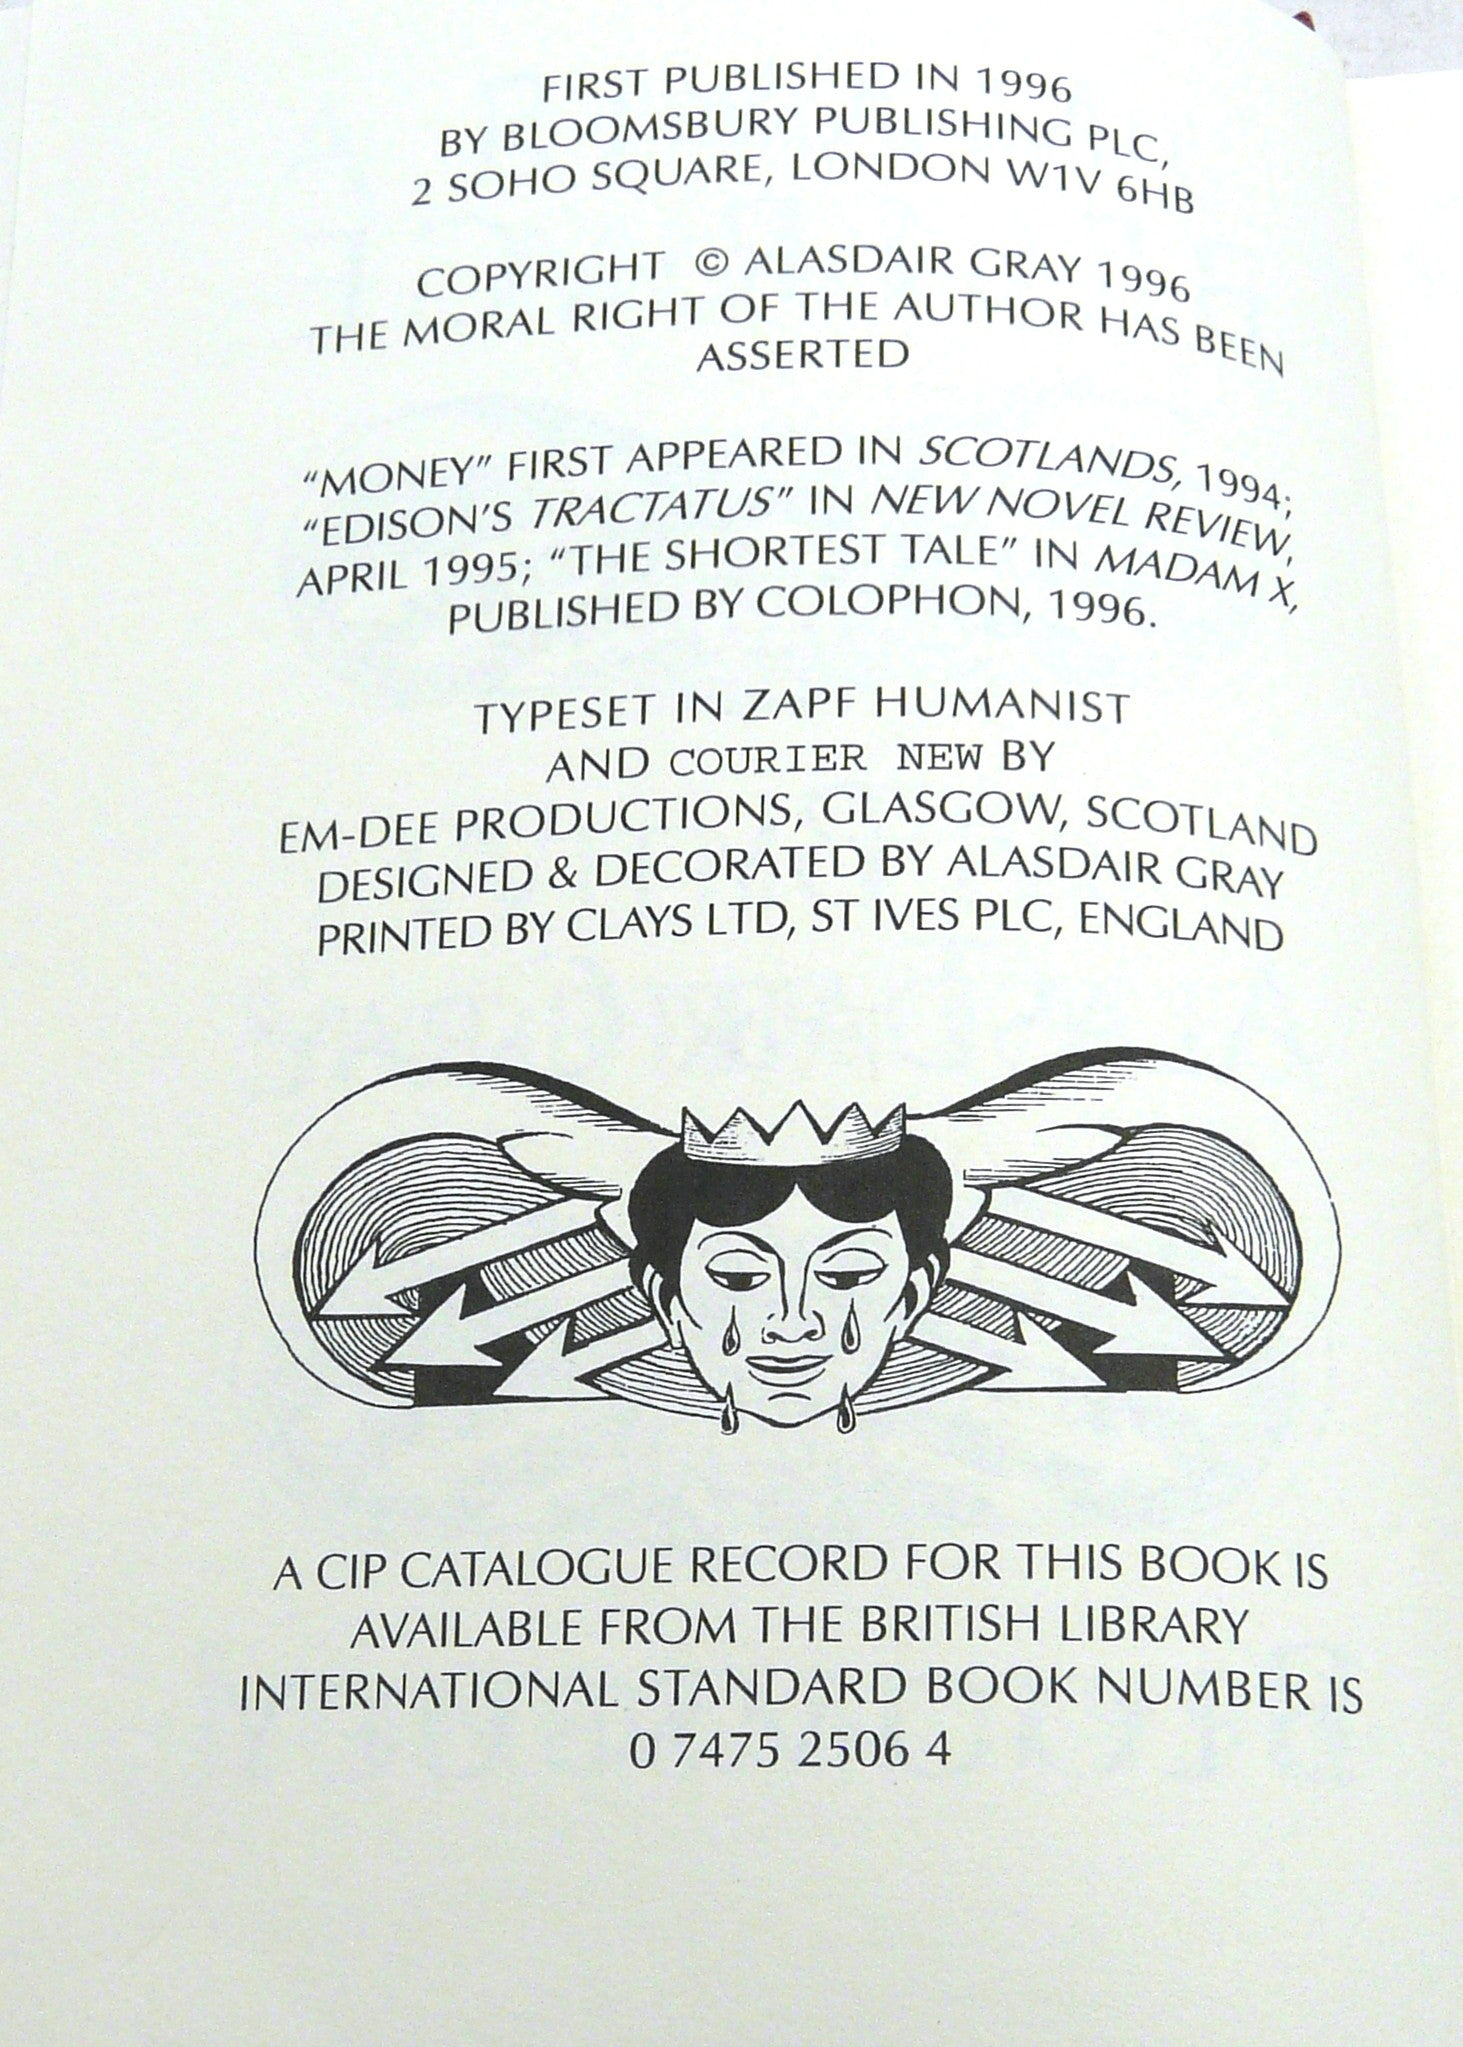 FIRST PUBLISHED IN 1996
BY BLOOMSBURY PUBLISHING PLC,
2 SOHO SQUARE, LONDON W1V 6HB
COPYRIGHT © ALASDAIR GRAY 1996
THE MORAL RIGHT OF THE AUTHOR HAS BEEN
ASSERTED
“MONEY” FIRST APPEARED IN SCOTLANDS, 1994;
“EDISON’S TRACTATUS” IN NEW NOVEL REVIEW,
APRIL 1995; “THE SHORTEST TALE” IN MADAM X,
PUBLISHED BY COLOPHON, 1996.
TYPESET IN ZAPF HUMANIST
AND COURIER NEW BY
EM-DEE PRODUCTIONS, GLASGOW, SCOTLAND
DESIGNED & DECORATED BY ALASDAIR GRAY
PRINTED BY CLAYS LTD, ST IVES PLC, ENGLAND
A CIP CATALOGUE RECORD FOR THIS BOOK IS
AVAILABLE FROM THE BRITISH LIBRARY
INTERNATIONAL STANDARD BOOK NUMBER IS
0 7475 2506 4